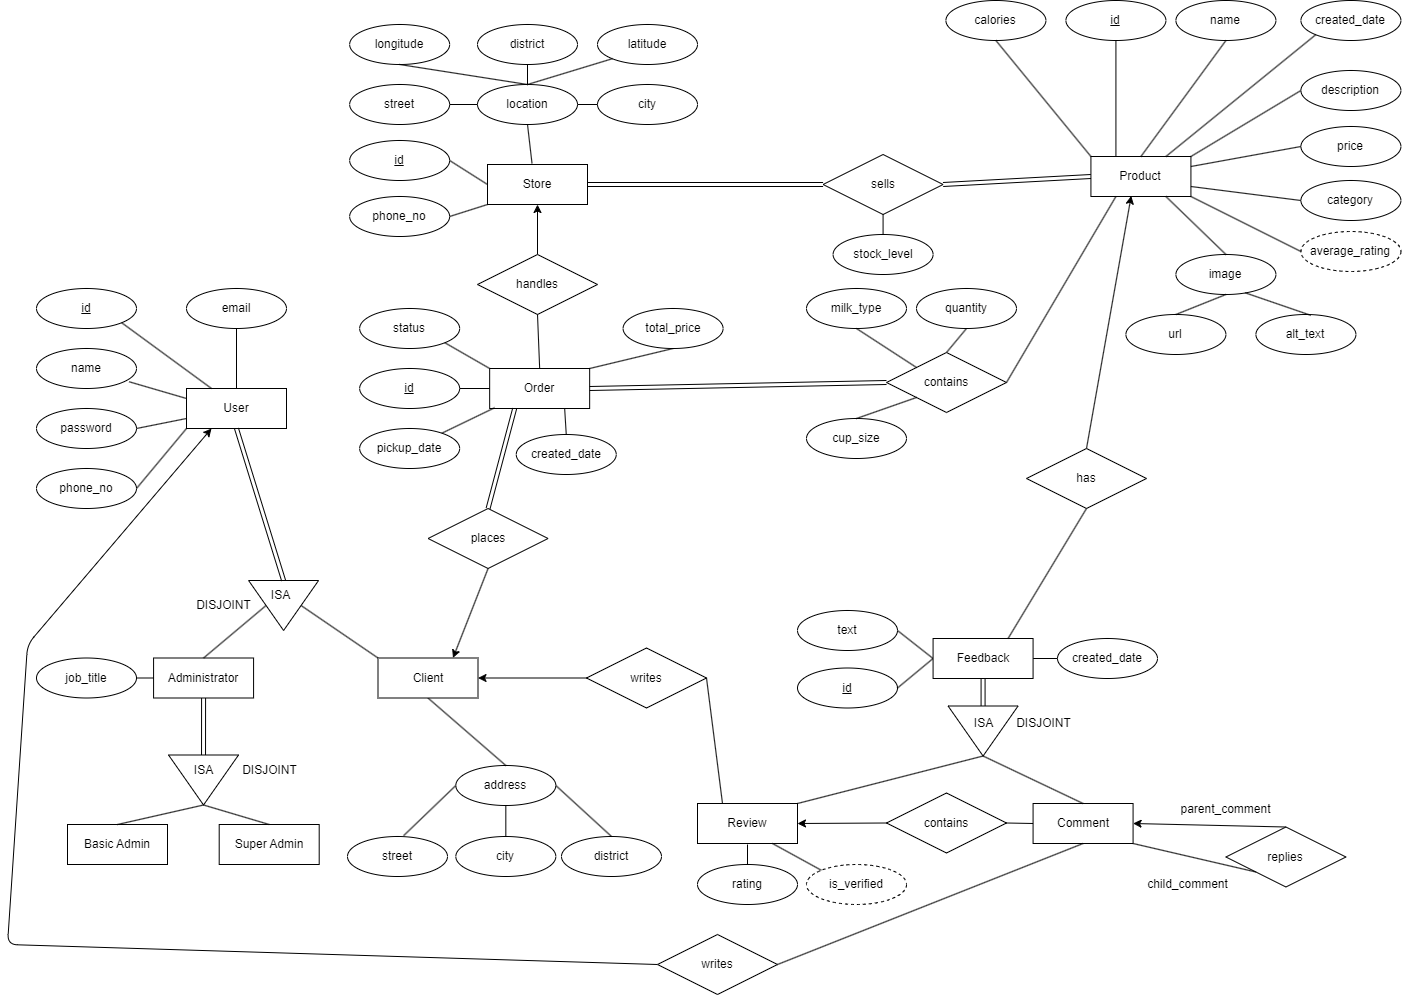 calories
id
name
created_date
longitude
district
latitude
description
street
location
city
price
id
Store
sells
Product
category
phone_no
stock_level
average_rating
image
handles
url
alt_text
id
email
status
total_price
milk_type
quantity
name
User
id
Order
contains
password
pickup_date
created_date
cup_size
phone_no
places
has
ISA
DISJOINT
text
Feedback
created_date
id
job_title
Administrator
Client
writes
ISA
DISJOINT
ISA
DISJOINT
address
Basic Admin
Super Admin
street
city
district
Review
contains
Comment
parent_comment
replies
child_comment
rating
is_verified
writes